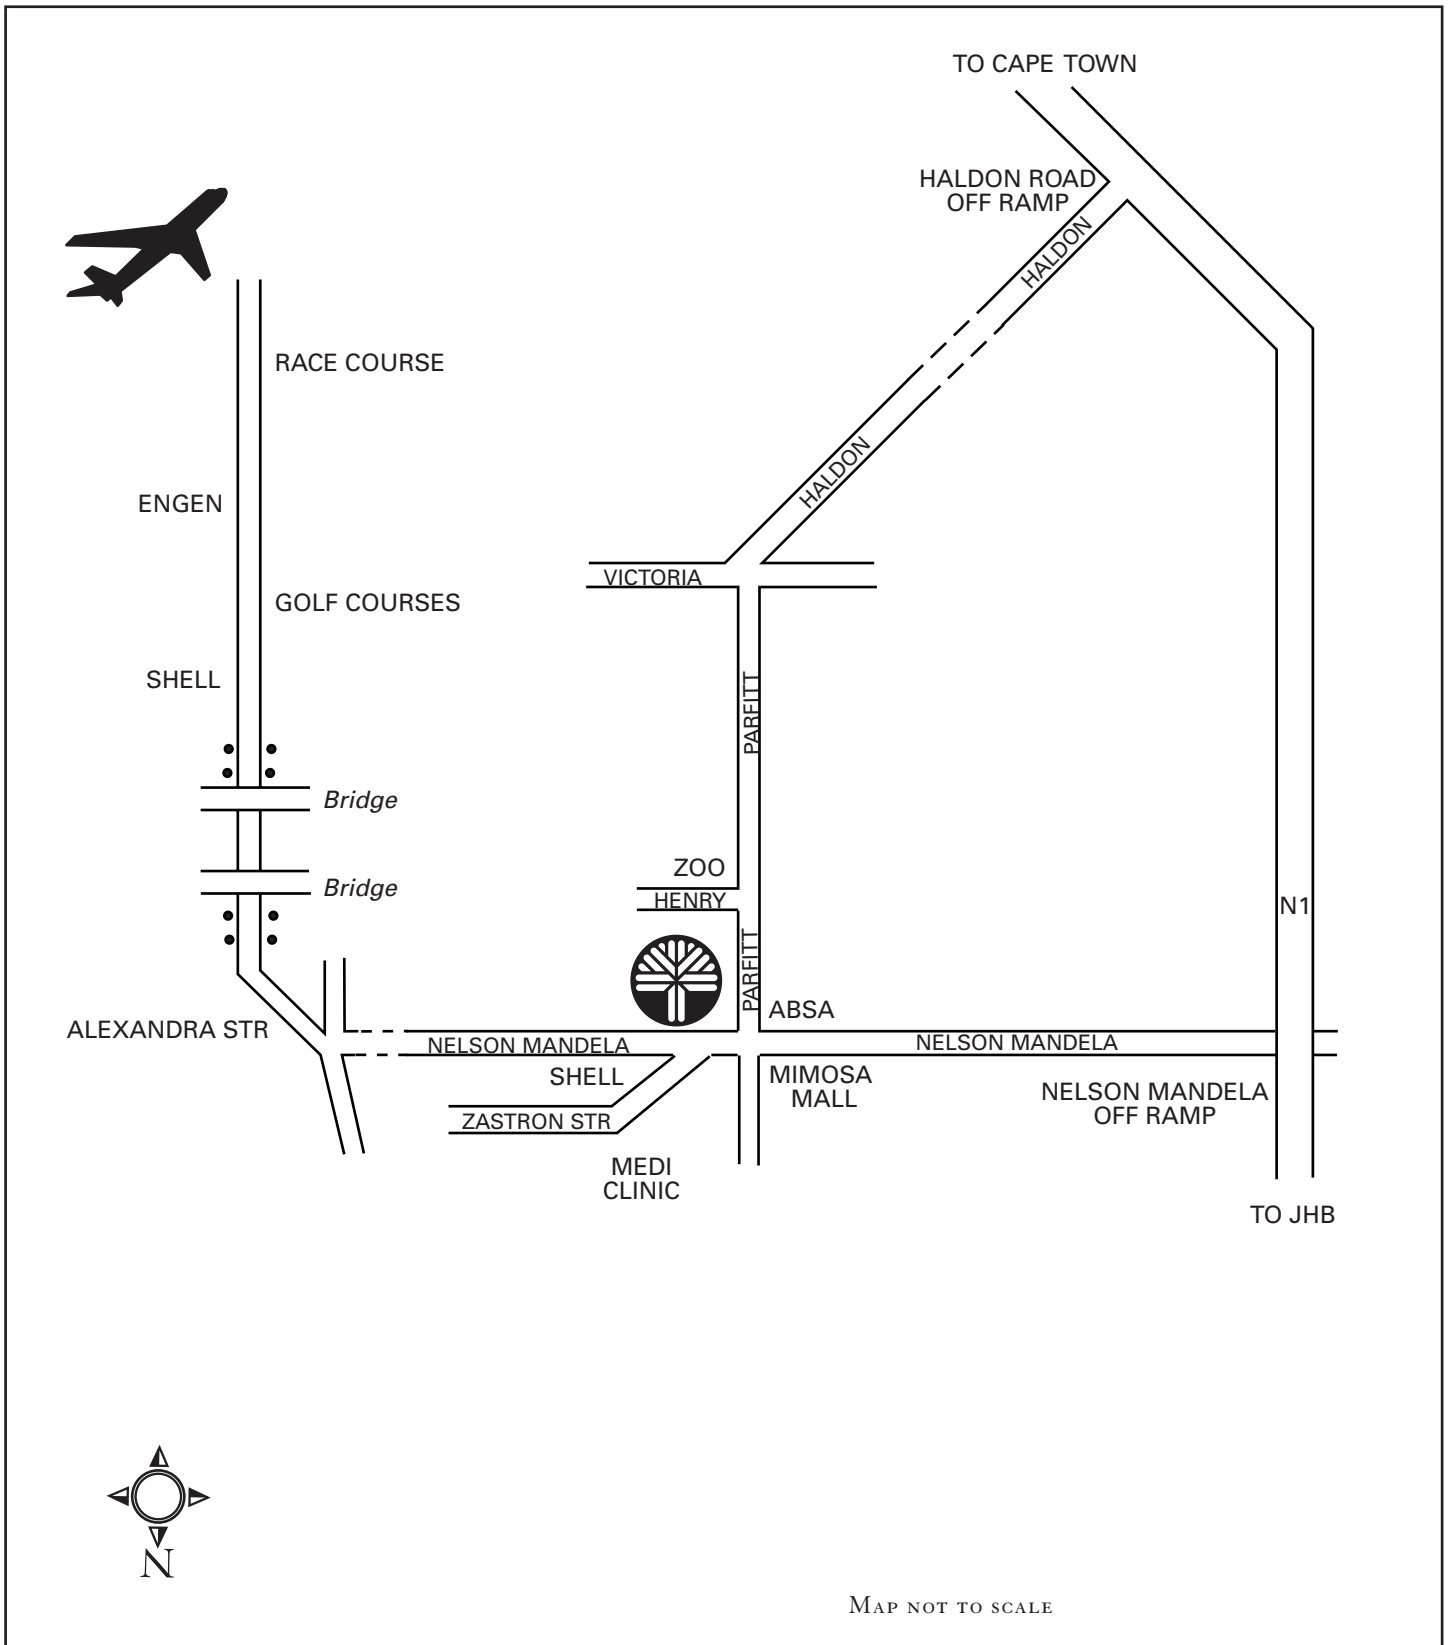 TO CAPE TOWN
HALDON ROAD
OFF RAMP
HALDON
RACE COURSE
HALDON
ENGEN
VICTORIA
GOLF COURSES
SHELL
PARFITT
Bridge
ZOO
Bridge
HENRY
N1
PARFITT
ABSA
ALEXANDRA STR
NELSON MANDELA
NELSON MANDELA
SHELL
MIMOSA
MALL
NELSON MANDELA
OFF RAMP
ZASTRON STR
MEDI
CLINIC
TO JHB
N
MAP NOT TO SCALE